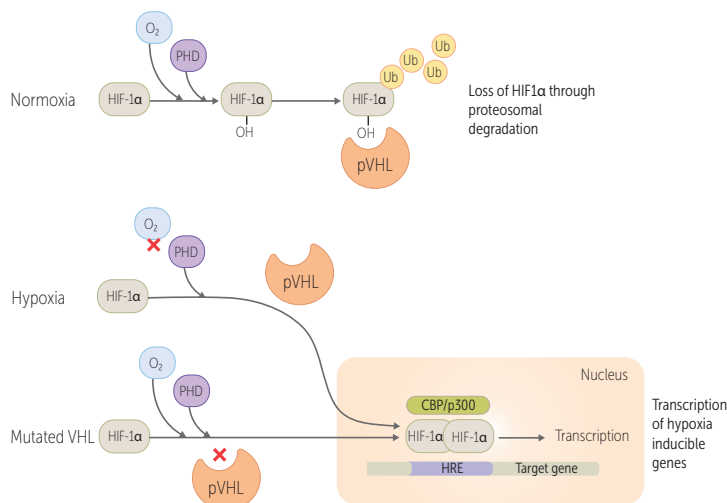 O₂
PHD
Normoxia
HIF-1α
HIF-1α
OH
HIF-1α
OH
pVHL
Ub
Ub
Ub
Ub
Ub
Loss of HIF1α through
proteosomal
degradation
O₂
PHD
pVHL
Hypoxia
HIF-1α
O₂
PHD
Mutated VHL
HIF-1α
pVHL
Nucleus
CBP/p300
HIF-1α
HIF-1α
Transcription
HRE
Target gene
Transcription
of hypoxia
inducible
genes